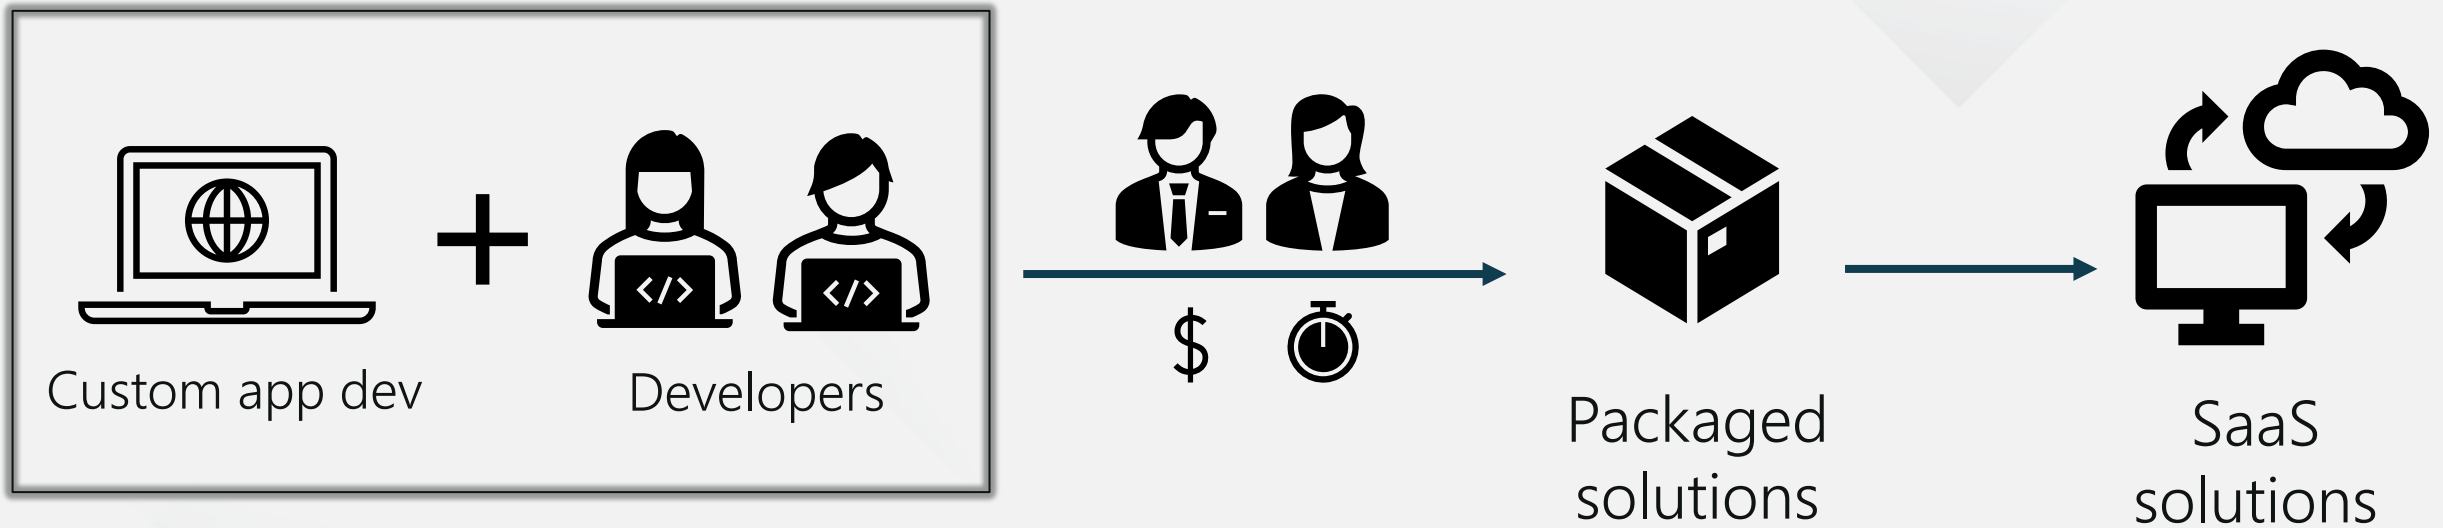 Custom app dev
Developers
$
Packaged
solutions
SaaS
solutions